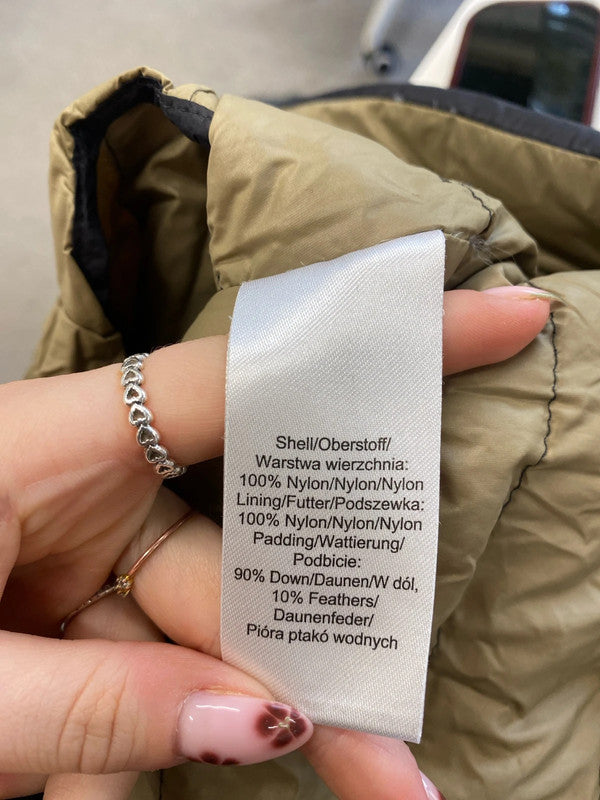 Shell/Oberstoff/
Warstwa wierzchnia:
100% Nylon/Nylon/Nylon
Lining/Futter/Podszewka:
100% Nylon/Nylon/Nylon
Padding/Wattierung/
Podbicie:
90% Down/Daunen/W dól,
10% Feathers/
Daunenfeder/
Pióra ptakó wodnych